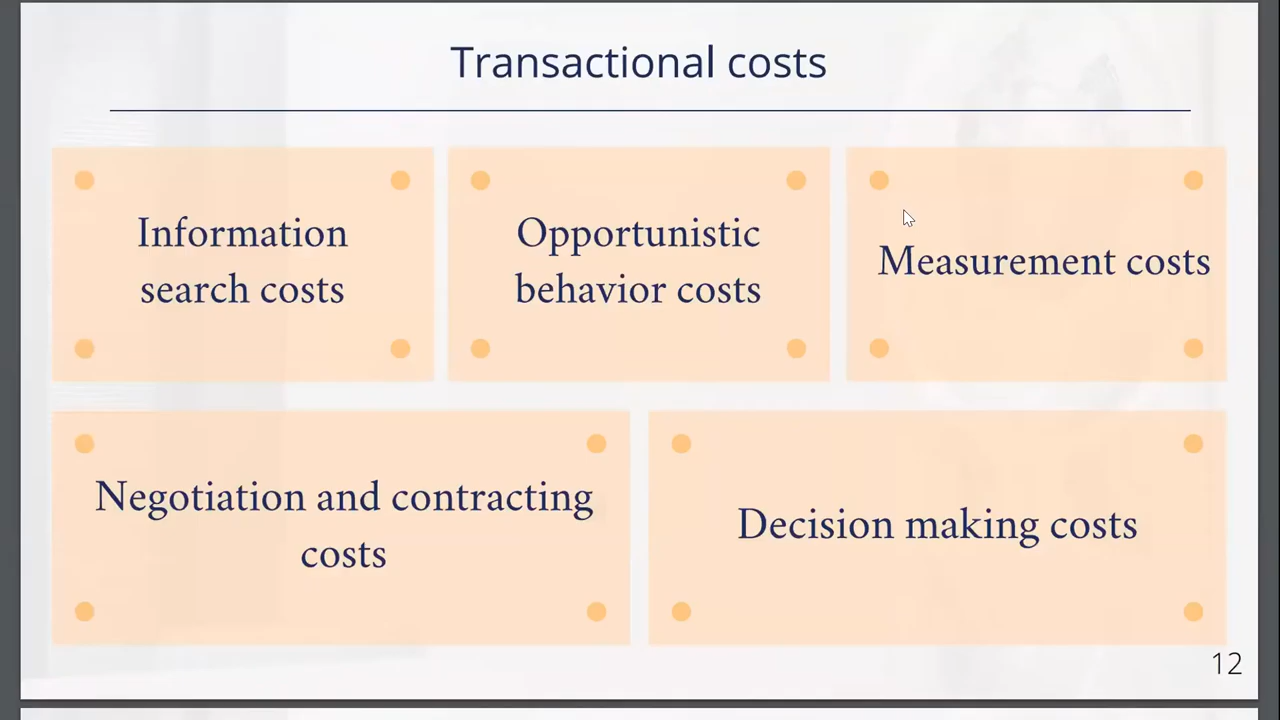 Transactional costs
Information
search costs
Opportunistic
behavior costs
Measurement costs
Negotiation and contracting
costs
Decision making costs
12